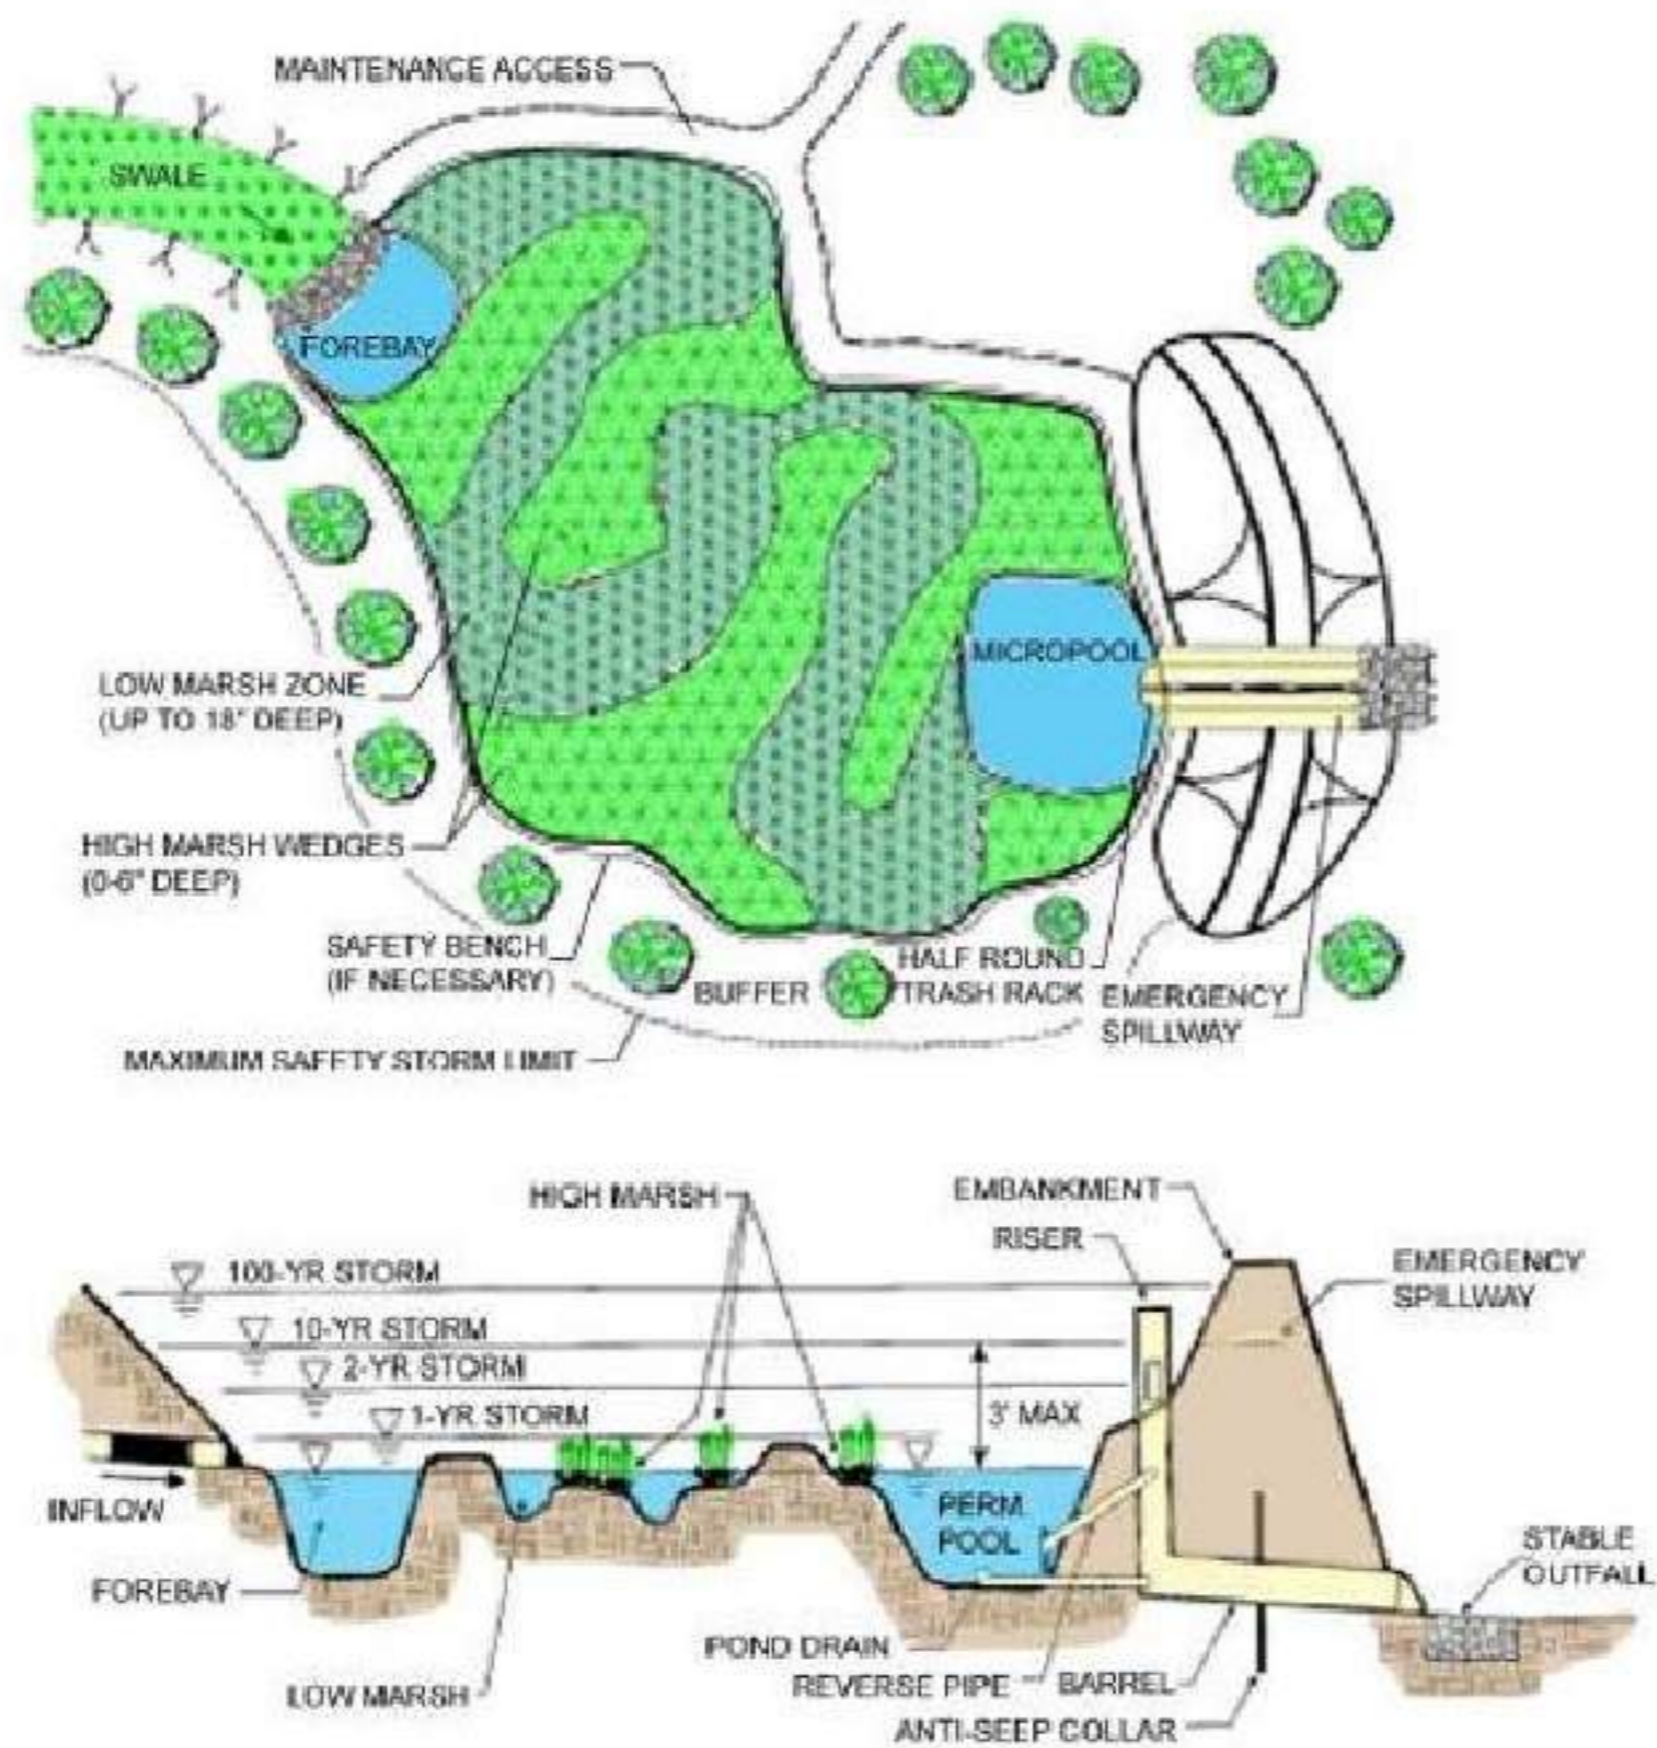 MAINTENANCE ACCESS
SWALE
FOREBAY
MICROPOOL
LOW MARSH ZONE
(UP TO 18" DEEP)
HIGH MARSH WEDGES
(0-6" DEEP)
SAFETY BENCH
(IF NECESSARY)
BUFFER
HALF ROUND
TRASH RACK
EMERGENCY
SPILLWAY
MAXIMUM SAFETY STORM LIMIT
HIGH MARSH
EMBANKMENT
RISER
EMERGENCY
SPILLWAY
100-YR STORM
10-YR STORM
2-YR STORM
1-YR STORM
3' MAX
INFLOW
PERM
POOL
FOREBAY
STABLE
OUTFALL
POND DRAIN
LOW MARSH
REVERSE PIPE
BARREL
ANTI-SEEP COLLAR